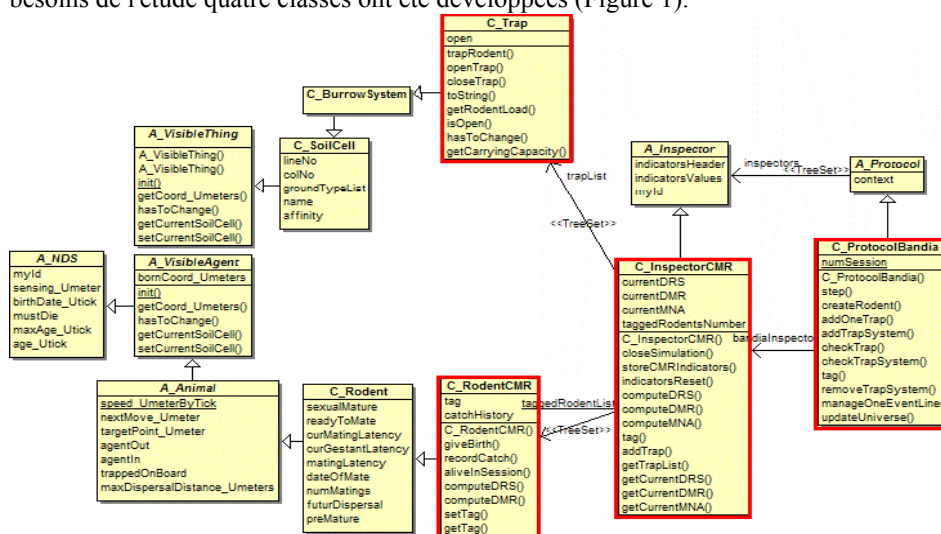 besoins de l'étude quatre classes ont été développées (Figure 1).
C_Trap
open
trapRodent()
openTrap()
closeTrap()
toString()
getRodentLoad()
isOpen()
hasToChange()
getCarryingCapacity()
C_BurrowSystem
A_VisibleThing
A_VisibleThing()
A_VisibleThing()
init()
getCoord_Umeters()
hasToChange()
getCurrentSoilCell()
setCurrentSoilCell()
C_SoilCell
lineNo
colNo
groundTypeList
name
affinity
A_Inspector
indicatorsHeader
indicatorsValues
myId
inspectors
<<TreeSet>>
A_Protocol
context
trapList
<<TreeSet>>
A_NDS
myId
sensing_Umeter
birthDate_Utick
mustDie
maxAge_Utick
age_Utick
A_VisibleAgent
bornCoord_Umeters
init()
getCoord_Umeters()
hasToChange()
getCurrentSoilCell()
setCurrentSoilCell()
C_InspectorCMR
currentDRS
currentDMR
currentMNA
taggedRodentsNumber
C_InspectorCMR()
closeSimulation()
storeCMRIndicators()
indicatorsReset()
computeDRS()
computeDMR()
computeMNA()
tag()
addTrap()
getTrapList()
getCurrentDRS()
getCurrentDMR()
getCurrentMNA()
bandiaInspecto
C_ProtocolBandia
numSession
C_ProtocolBandia()
step()
createRodent()
addOneTrap()
addTrapSystem()
checkTrap()
checkTrapSystem()
tag()
removeTrapSystem()
manageOneEventLine
updateUniverse()
A_Animal
speed_UmeterByTick
nextMove_Umeter
targetPoint_Umeter
agentOut
agentIn
trappedOnBoard
maxDispersalDistance_Umeters
C_Rodent
sexualMature
readyToMate
curMatingLatency
curGestantLatency
matingLatency
dateOfMate
numMatings
futurDispersal
preMature
C_RodentCMR
tag
catchHistory
C_RodentCMR()
giveBirth()
recordCatch()
aliveInSession()
computeDRS()
computeDMR()
setTag()
getTag()
taggedRodentList
<<TreeSet>>